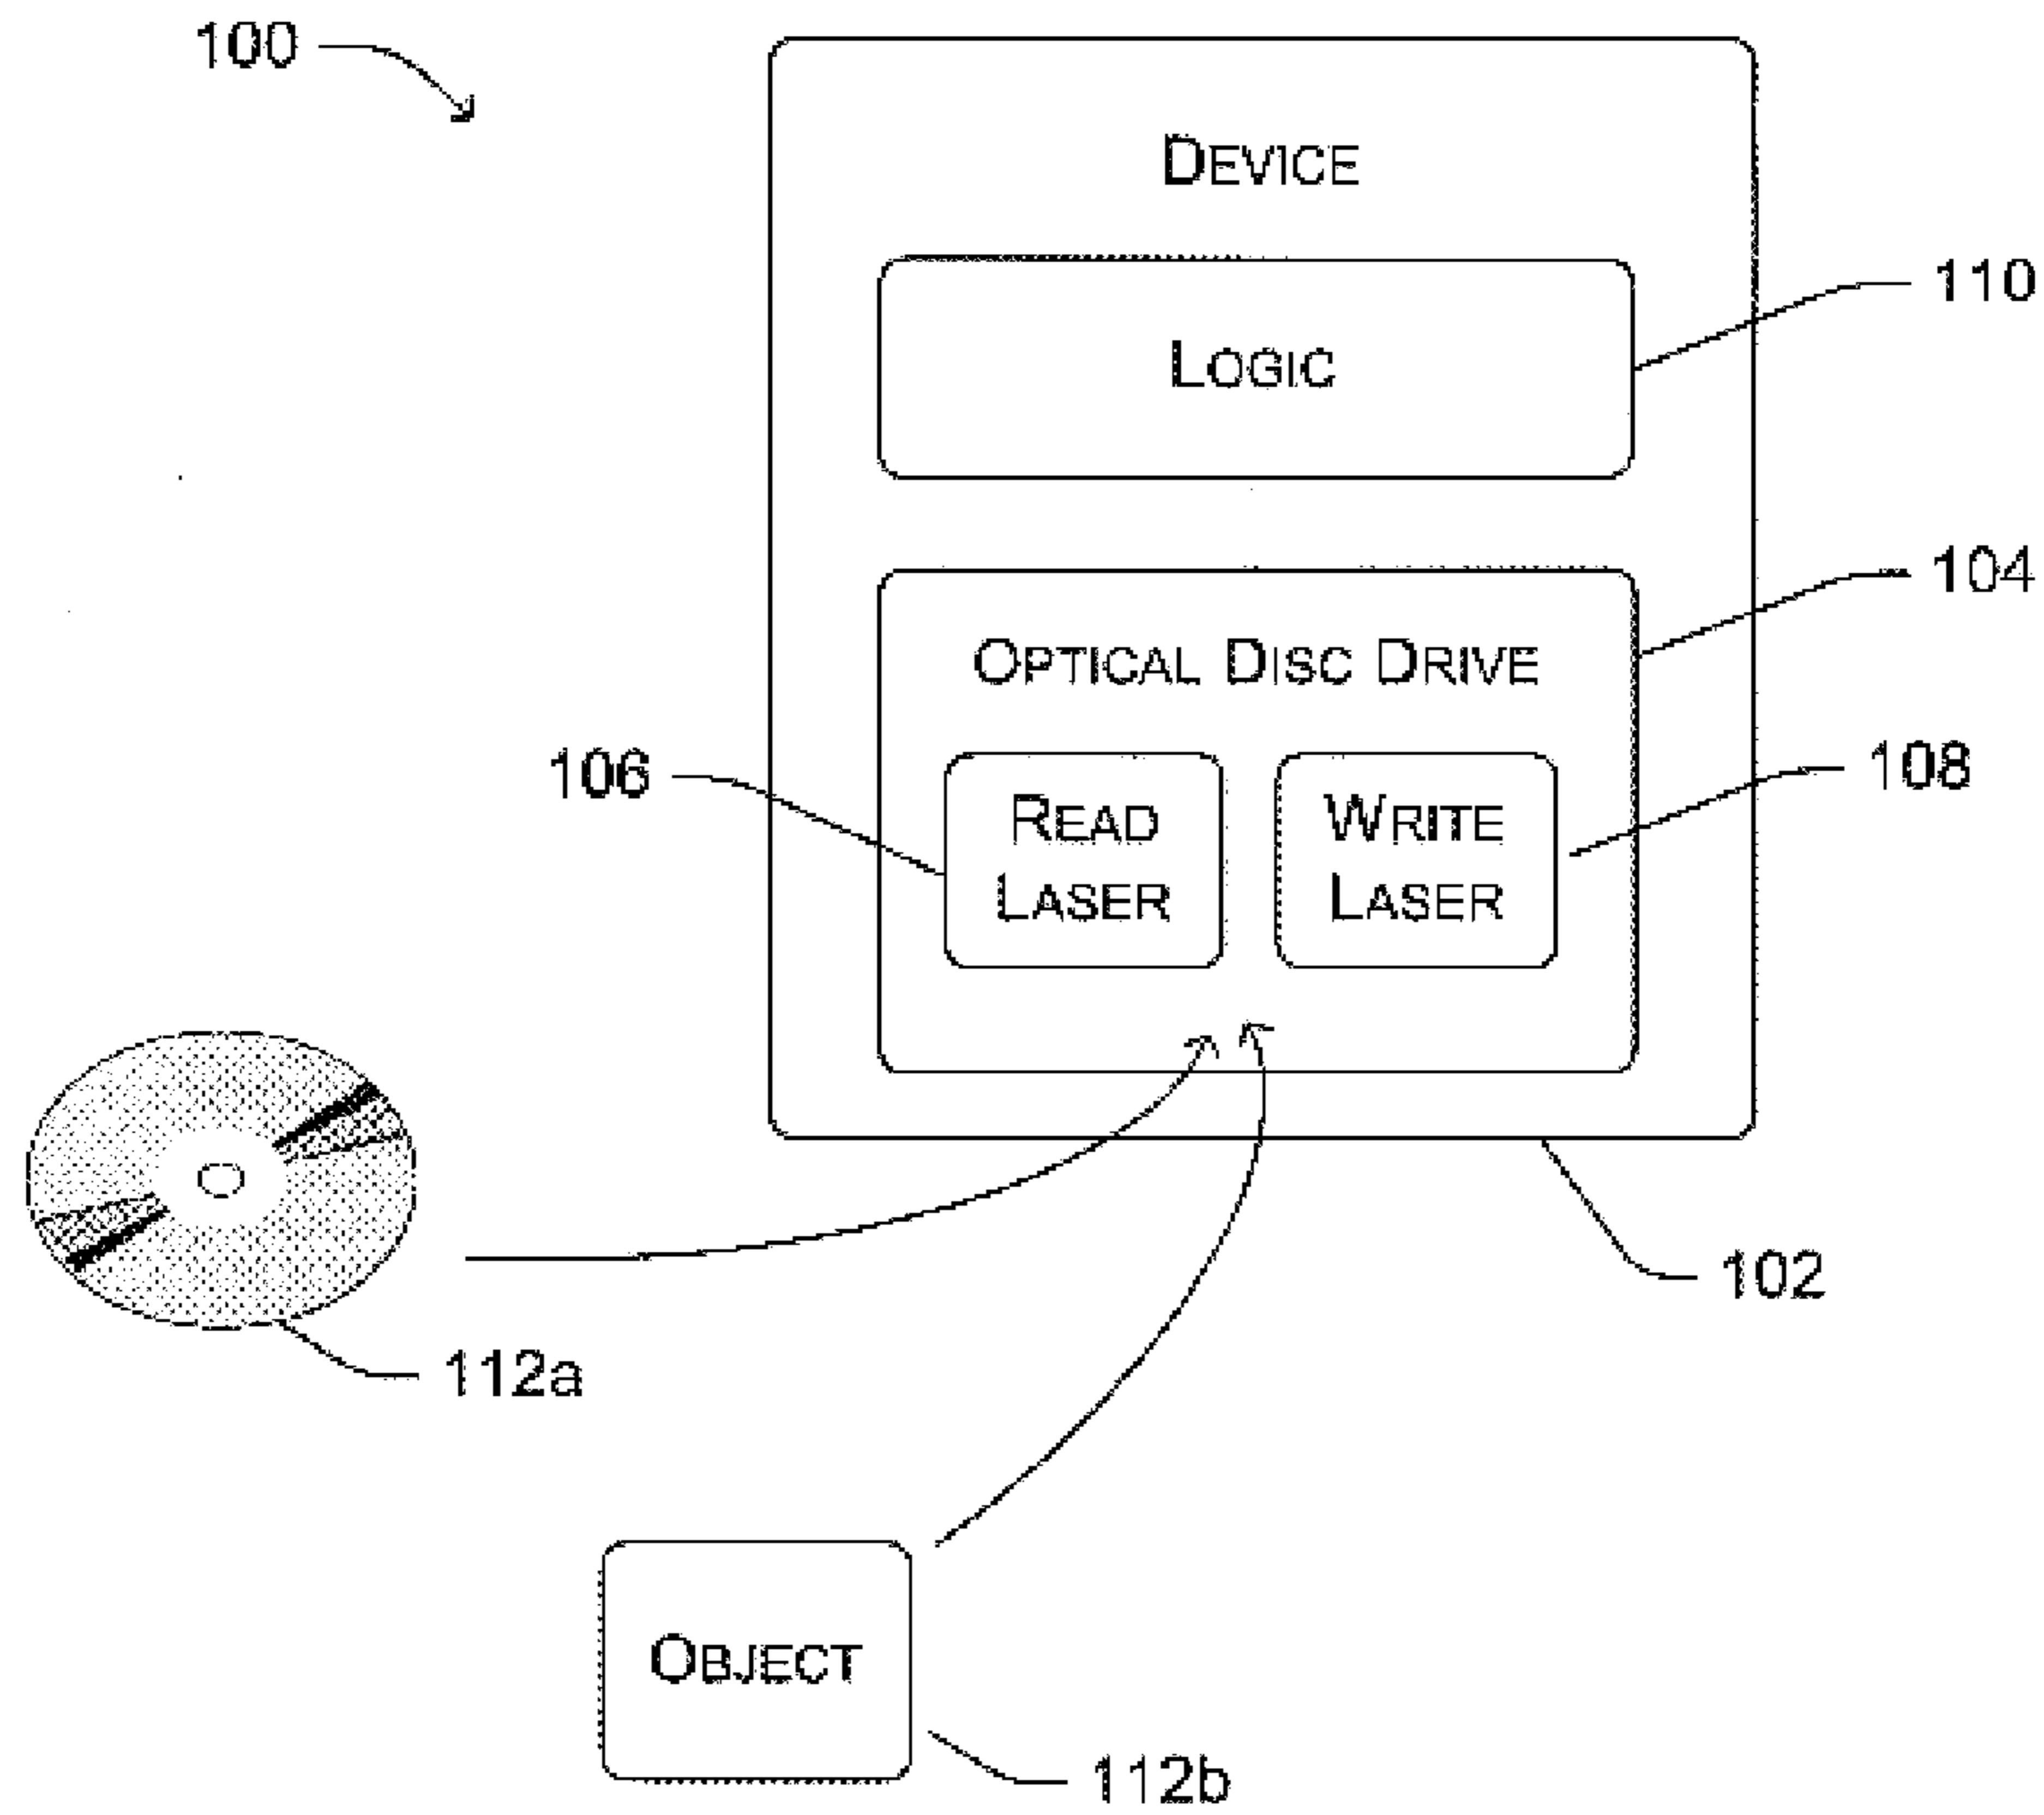 100
DEVICE
110
LOGIC
104
OPTICAL DISC DRIVE
106
108
READ
LASER
WRITE
LASER
102
112a
OBJECT
112b